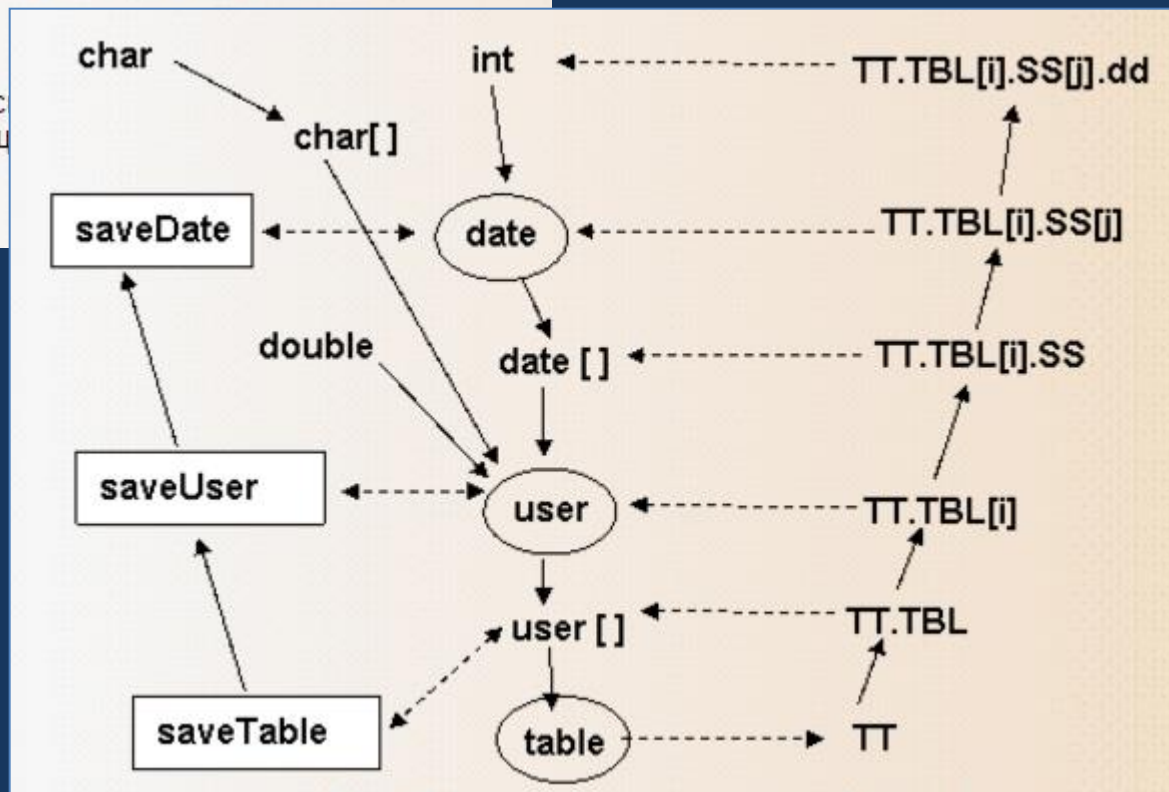 char
int
TT.TBL[i].SS[j].dd
char[ ]
saveDate
date
TT.TBL[i].SS[j]
double
date [ ]
TT.TBL[i].SS
saveUser
user
TT.TBL[i]
user [ ]
TT.TBL
saveTable
table
TT